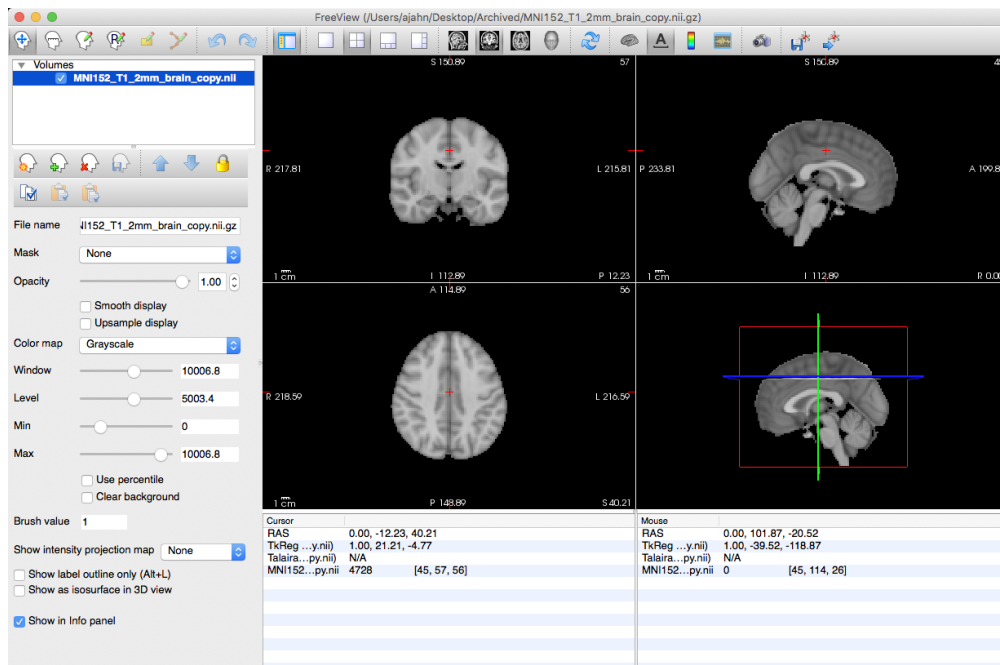 FreeView (/Users/ajahn/Desktop/Archived/MNI152_T1_2mm_brain_copy.nii.gz)
Volumes
MNI152_T1_2mm_brain_copy.nii
File name
NI152_T1_2mm_brain_copy.nii.gz
Mask
None
Opacity
1.00
Smooth display
Upsample display
Color map
Grayscale
Window
10006.8
Level
5003.4
Min
0
Max
10006.8
Use percentile
Clear background
Brush value
1
Show intensity projection map
None
Show label outline only (Alt+L)
Show as isosurface in 3D view
Show in Info panel
R
A
S 150.89
57
R 217.81
L 215.81
1 cm
I 112.89
P 12.23
S 150.89
45
P 233.81
A 199.8
1 cm
I 112.89
R 0.00
A 114.89
56
R 218.59
L 216.59
1 cm
P 148.89
S 40.21
Cursor
RAS 0.00, -12.23, 40.21
TkReg ...y.nii) 1.00, 21.21, -4.77
Talaira...py.nii) N/A
MNI152...py.nii 4728 [45, 57, 56]
Mouse
RAS 0.00, 101.87, -20.52
TkReg ...y.nii) 1.00, -39.52, -118.87
Talaira...py.nii) N/A
MNI152...py.nii 0 [45, 114, 26]